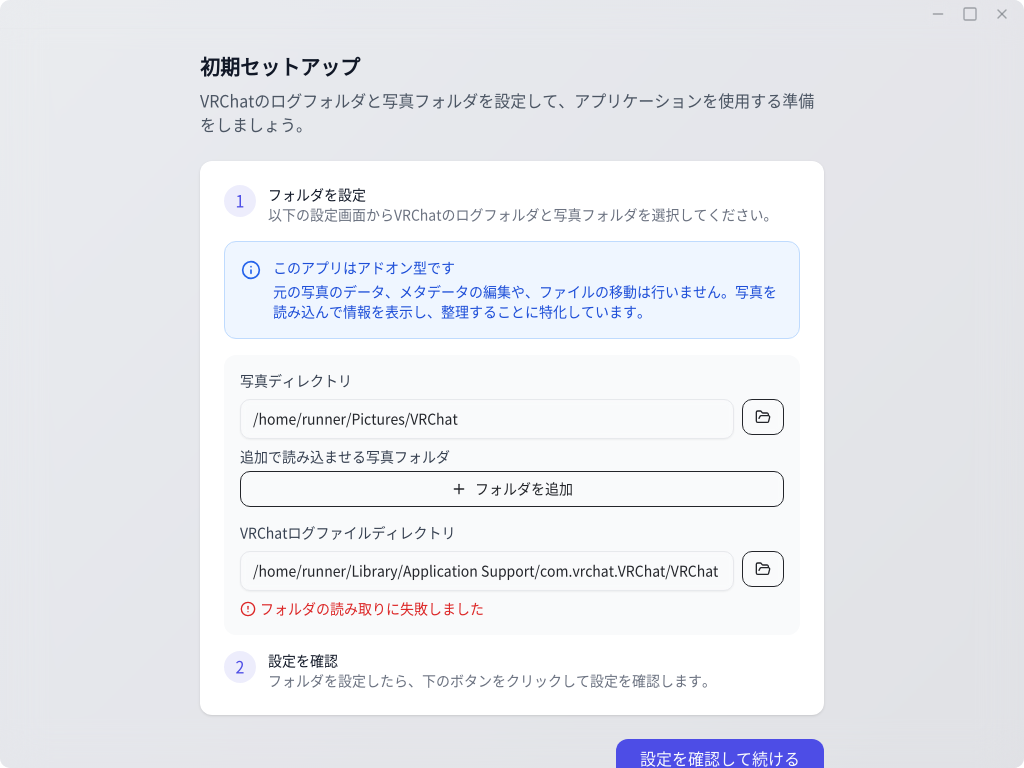 初期セットアップ
VRChatのログフォルダと写真フォルダを設定して、アプリケーションを使用する準備
をしましょう。
1
フォルダを設定
以下の設定画面からVRChatのログフォルダと写真フォルダを選択してください。
このアプリはアドオン型です
元の写真のデータ、メタデータの編集や、ファイルの移動は行いません。写真を
読み込んで情報を表示し、整理することに特化しています。
写真ディレクトリ
/home/runner/Pictures/VRChat
追加で読み込ませる写真フォルダ
+ フォルダを追加
VRChatログファイルディレクトリ
/home/runner/Library/Application Support/com.vrchat.VRChat/VRChat
フォルダの読み取りに失敗しました
2
設定を確認
フォルダを設定したら、下のボタンをクリックして設定を確認します。
設定を確認して続ける